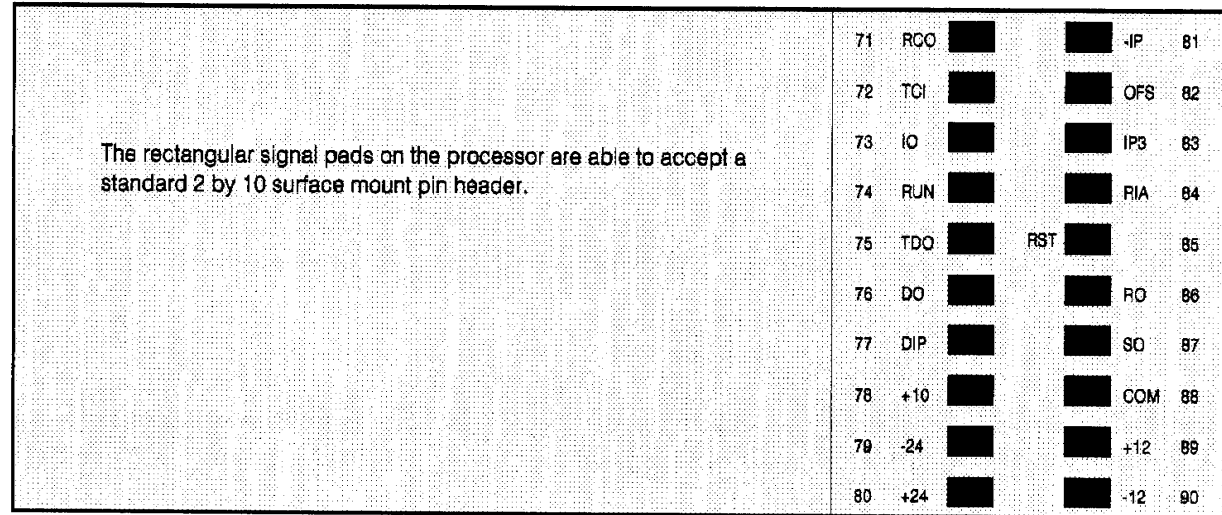 The rectangular signal pads on the processor are able to accept a
standard 2 by 10 surface mount pin header.
71 RCO -IP 81
72 TCI OFS 82
73 IO IP3 83
74 RUN RIA 84
75 TDO RST 85
76 DO RO 86
77 DIP SO 87
78 +10 COM 88
79 -24 +12 89
80 +24 -12 90